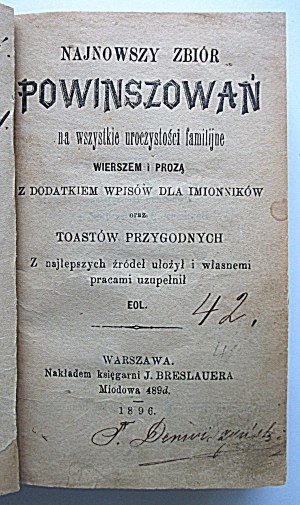 NAJNOWSZY ZBIÓR
POWINSZOWAŃ
na wszystkie uroczystości familijne
WIERSZEM I PROZĄ
Z DODATKIEM WPISÓW DLA IMIONNIKÓW
oraz
TOASTÓW PRZYGODNYCH
Z najlepszych źródeł ułożył i własnemi
pracami uzupełnił
EOL.
42.
WARSZAWA.
Nakładem księgarni J. BRESLAUERA
Miodowa 489d.
1896.